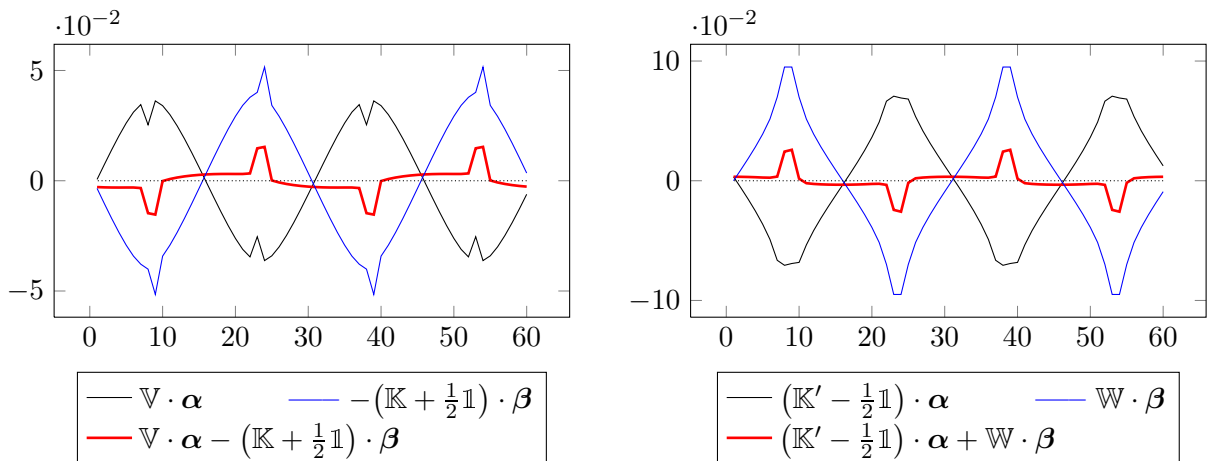 ·10⁻²
5
0
−5
0 10 20 30 40 50 60
𝕍 · 𝜶 −(𝕂 + ½𝟙) · 𝜷
𝕍 · 𝜶 − (𝕂 + ½𝟙) · 𝜷
·10⁻²
10
0
−10
0 10 20 30 40 50 60
(𝕂′ − ½𝟙) · 𝜶 𝕎 · 𝜷
(𝕂′ − ½𝟙) · 𝜶 + 𝕎 · 𝜷